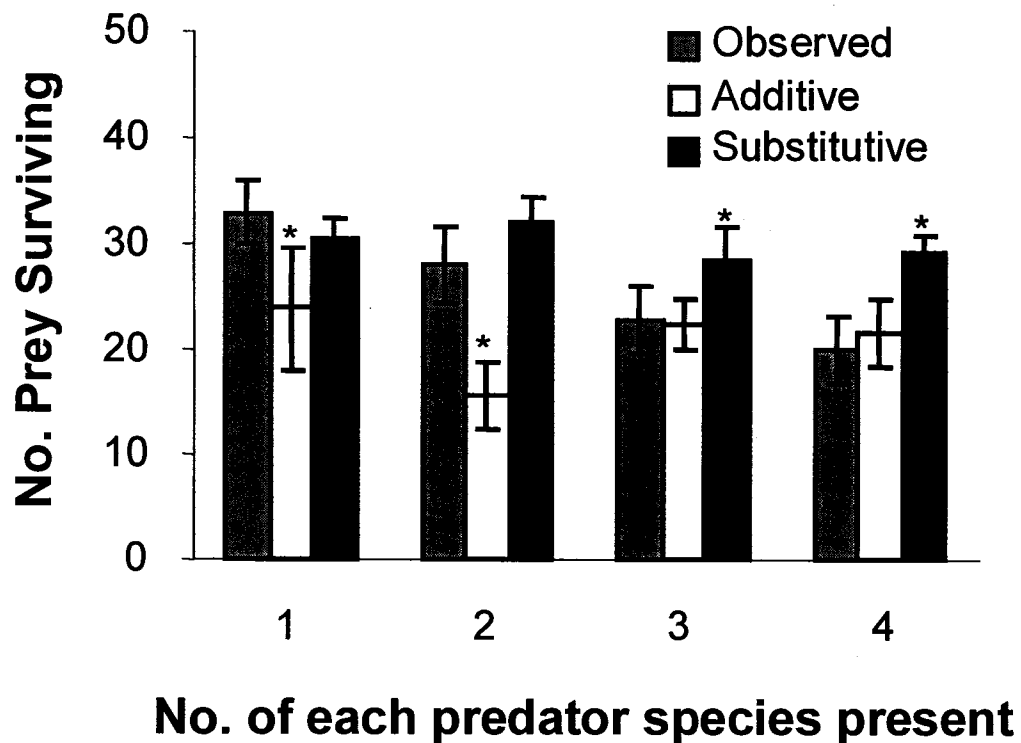 50
40
30
20
10
0
No. Prey Surviving
Observed
Additive
Substitutive
*
*
*
*
1 2 3 4
No. of each predator species present